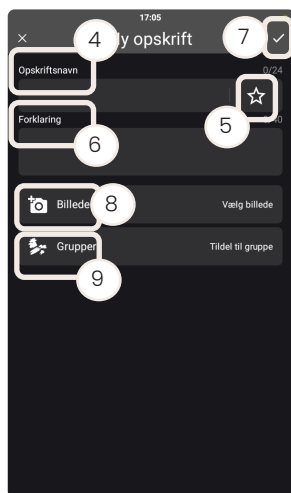 17:05
4
y opskrift
7
Opskriftsnavn
0/24
5
Forklaring
40
6
Billede
8
Vælg billede
Grupper
Tildel til gruppe
9